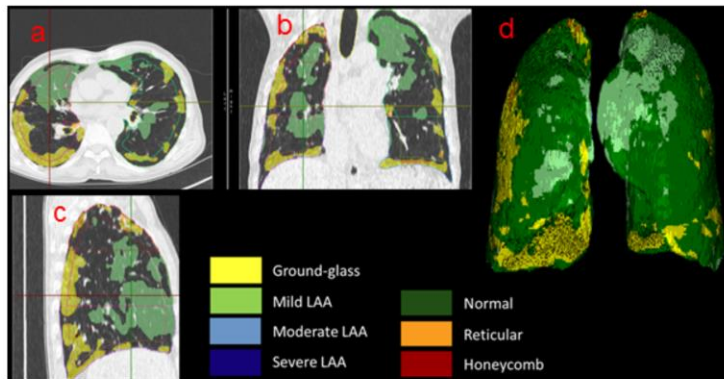 a
b
d
c
Ground-glass
Mild LAA
Moderate LAA
Severe LAA
Normal
Reticular
Honeycomb